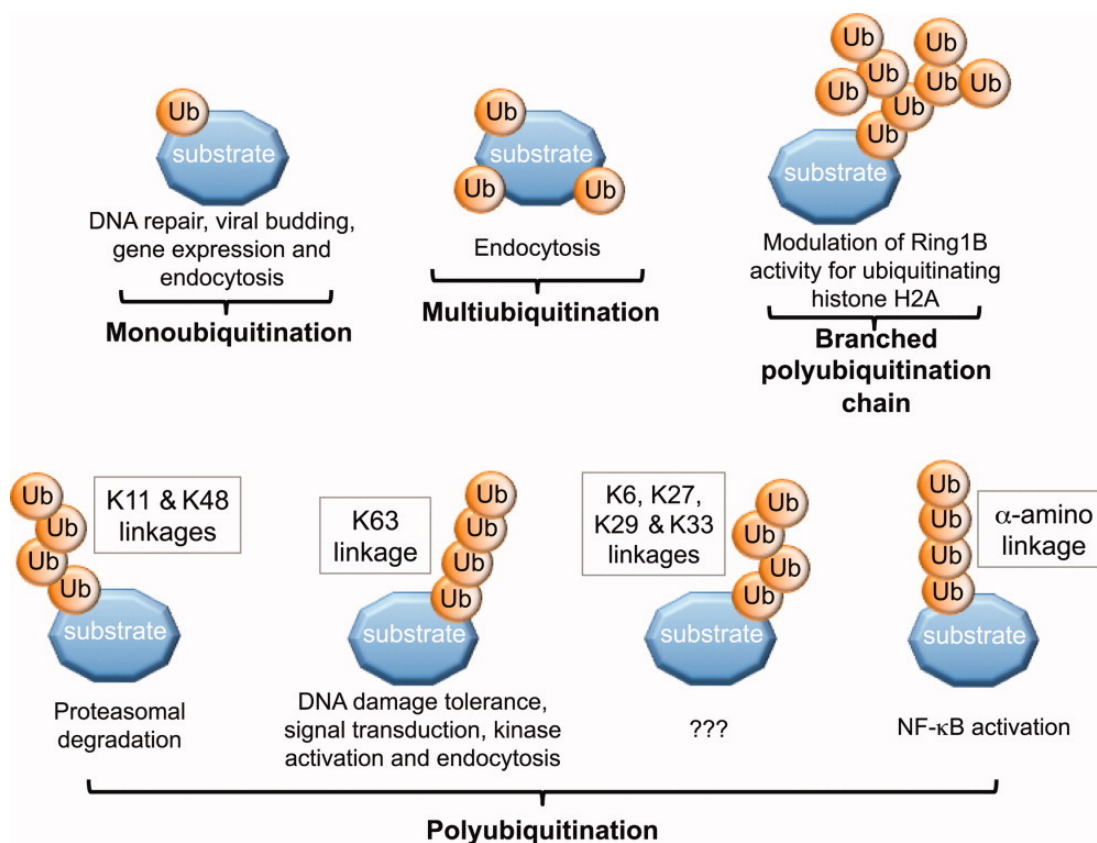 Ub
substrate
DNA repair, viral budding,
gene expression and
endocytosis
Monoubiquitination
Ub
substrate
Ub
Ub
Endocytosis
Multiubiquitination
Ub
Ub
Ub
Ub
Ub
Ub
Ub
Ub
Ub
substrate
Modulation of Ring1B
activity for ubiquitinating
histone H2A
Branched
polyubiquitination
chain
Ub
Ub
Ub
Ub
K11 & K48
linkages
substrate
Proteasomal
degradation
K63
linkage
Ub
Ub
Ub
Ub
substrate
DNA damage tolerance,
signal transduction, kinase
activation and endocytosis
K6, K27,
K29 & K33
linkages
Ub
Ub
Ub
Ub
substrate
???
Ub
Ub
Ub
Ub
α-amino
linkage
substrate
NF-κB activation
Polyubiquitination